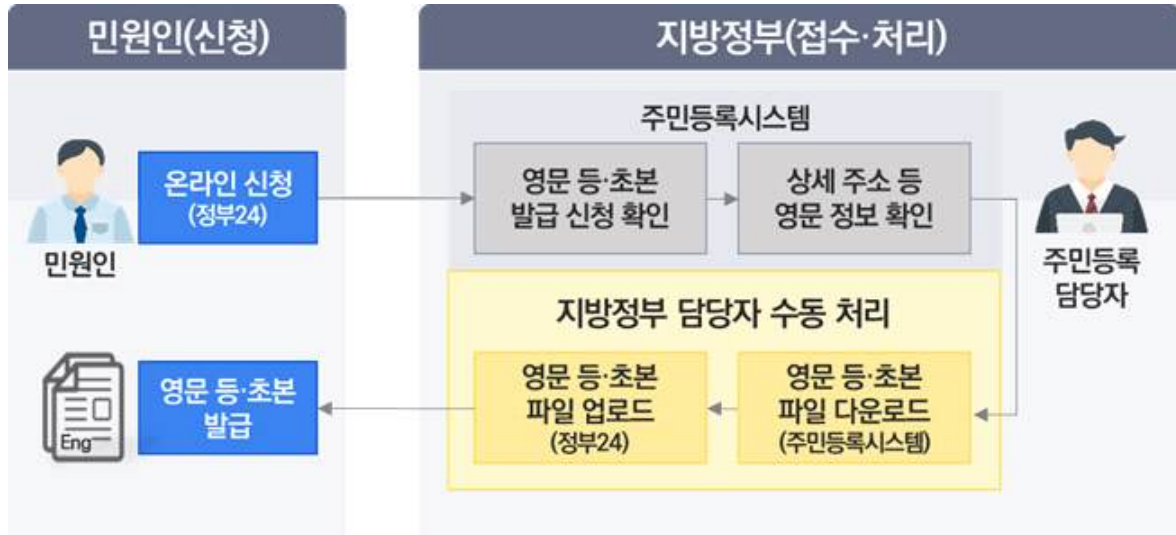 민원인(신청)
지방정부(접수·처리)
주민등록시스템
온라인 신청
(정부24)
영문 등·초본
발급 신청 확인
상세 주소 등
영문 정보 확인
민원인
주민등록
담당자
지방정부 담당자 수동 처리
영문 등·초본
발급
영문 등·초본
파일 업로드
(정부24)
영문 등·초본
파일 다운로드
(주민등록시스템)
Eng